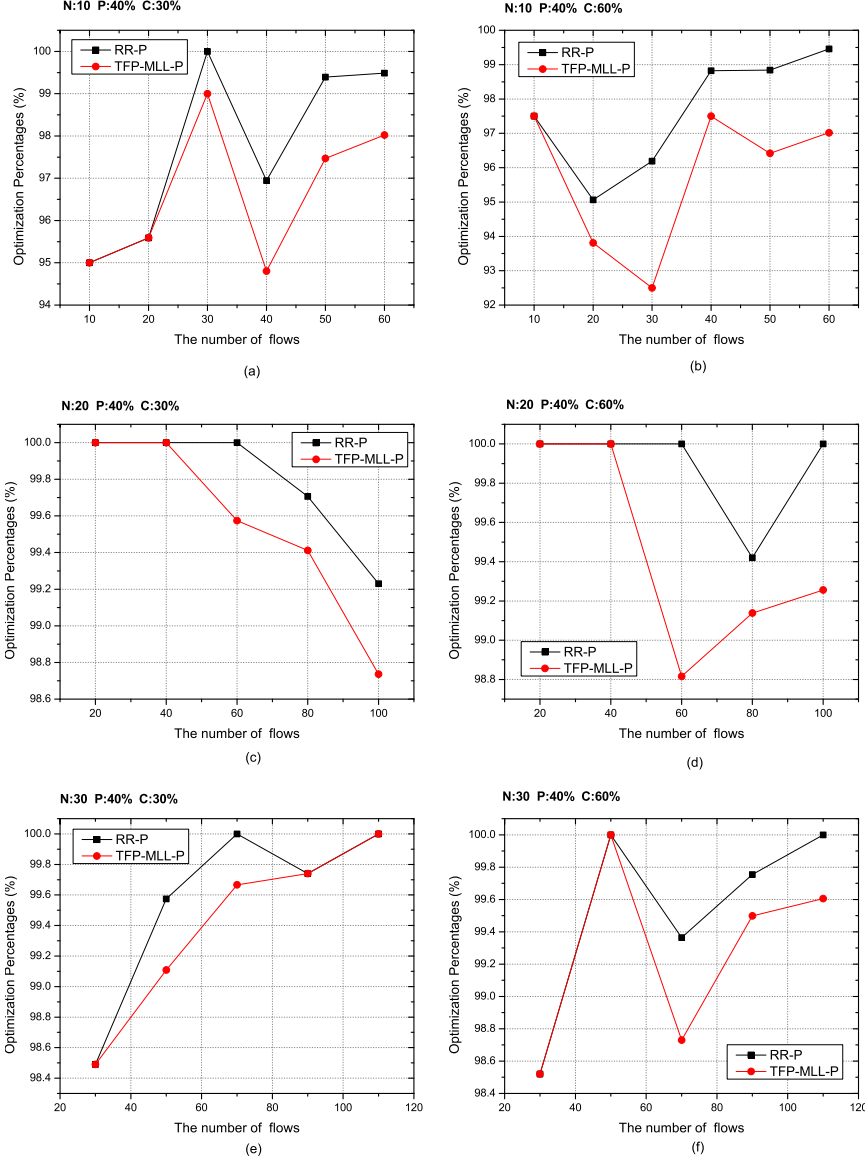 N:10 P:40% C:30%
RR-P
TFP-MLL-P
Optimization Percentages (%)
100
99
98
97
96
95
94
10 20 30 40 50 60
The number of flows
(a)
N:10 P:40% C:60%
RR-P
TFP-MLL-P
Optimization Percentages (%)
100
99
98
97
96
95
94
93
92
10 20 30 40 50 60
The number of flows
(b)
N:20 P:40% C:30%
RR-P
TFP-MLL-P
Optimization Percentages (%)
100.0
99.8
99.6
99.4
99.2
99.0
98.8
98.6
20 40 60 80 100
The number of flows
(c)
N:20 P:40% C:60%
RR-P
TFP-MLL-P
Optimization Percentages (%)
100.0
99.8
99.6
99.4
99.2
99.0
98.8
20 40 60 80 100
The number of flows
(d)
N:30 P:40% C:30%
RR-P
TFP-MLL-P
Optimization Percentages (%)
100.0
99.8
99.6
99.4
99.2
99.0
98.8
98.6
98.4
20 40 60 80 100 120
The number of flows
(e)
N:30 P:40% C:60%
RR-P
TFP-MLL-P
Optimization Percentages (%)
100.0
99.8
99.6
99.4
99.2
99.0
98.8
98.6
98.4
20 40 60 80 100 120
The number of flows
(f)